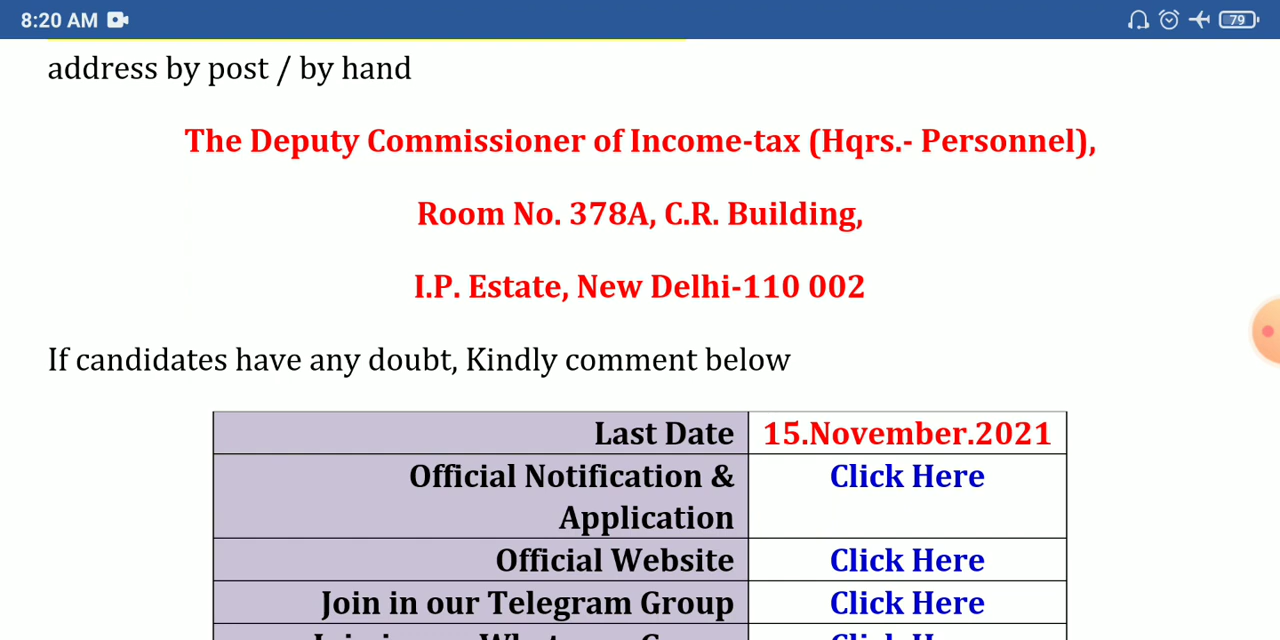 8:20 AM
79
address by post / by hand
The Deputy Commissioner of Income-tax (Hqrs.- Personnel),
Room No. 378A, C.R. Building,
I.P. Estate, New Delhi-110 002
If candidates have any doubt, Kindly comment below
Last Date 15.November.2021
Official Notification & Click Here
Application
Official Website Click Here
Join in our Telegram Group Click Here